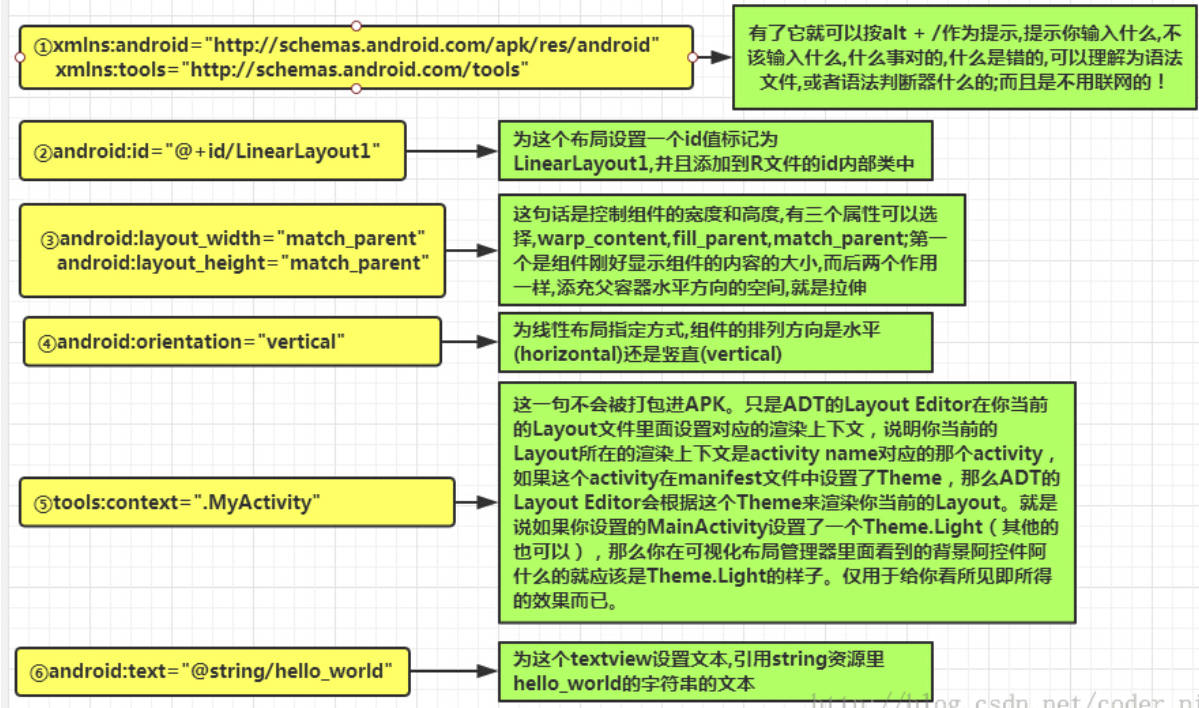 ①xmlns:android="http://schemas.android.com/apk/res/android"
xmlns:tools="http://schemas.android.com/tools"
有了它就可以按alt + /作为提示,提示你输入什么,不
该输入什么,什么事对的,什么是错的,可以理解为语法
文件,或者语法判断器什么的;而且是不用联网的！
②android:id="@+id/LinearLayout1"
为这个布局设置一个id值标记为
LinearLayout1,并且添加到R文件的id内部类中
③android:layout_width="match_parent"
android:layout_height="match_parent"
这句话是控制组件的宽度和高度,有三个属性可以选
择,warp_content,fill_parent,match_parent;第一
个是组件刚好显示组件的内容的大小,而后两个作用
一样,添充父容器水平方向的空间,就是拉伸
④android:orientation="vertical"
为线性布局指定方式,组件的排列方向是水平
(horizontal)还是竖直(vertical)
⑤tools:context=".MyActivity"
这一句不会被打包进APK。只是ADT的Layout Editor在你当前
的Layout文件里面设置对应的渲染上下文，说明你当前的
Layout所在的渲染上下文是activity name对应的那个activity，
如果这个activity在manifest文件中设置了Theme，那么ADT的
Layout Editor会根据这个Theme来渲染你当前的Layout。就是
说如果你设置的MainActivity设置了一个Theme.Light（其他的
也可以），那么你在可视化布局管理器里面看到的背景阿控件阿
什么的就应该是Theme.Light的样子。仅用于给你看所见即所得
的效果而已。
⑥android:text="@string/hello_world"
为这个textview设置文本,引用string资源里
hello_world的字符串的文本
http://blog.csdn.net/coder_pi